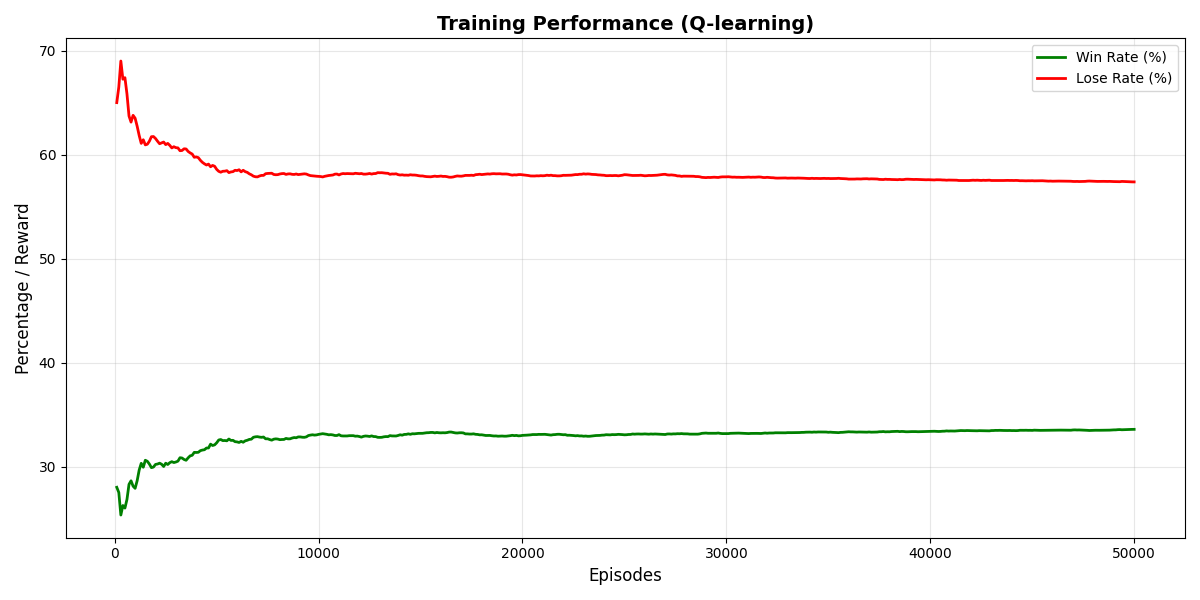 Training Performance (Q-learning)
Win Rate (%)
Lose Rate (%)
Percentage / Reward
70
60
50
40
30
0
10000
20000
30000
40000
50000
Episodes